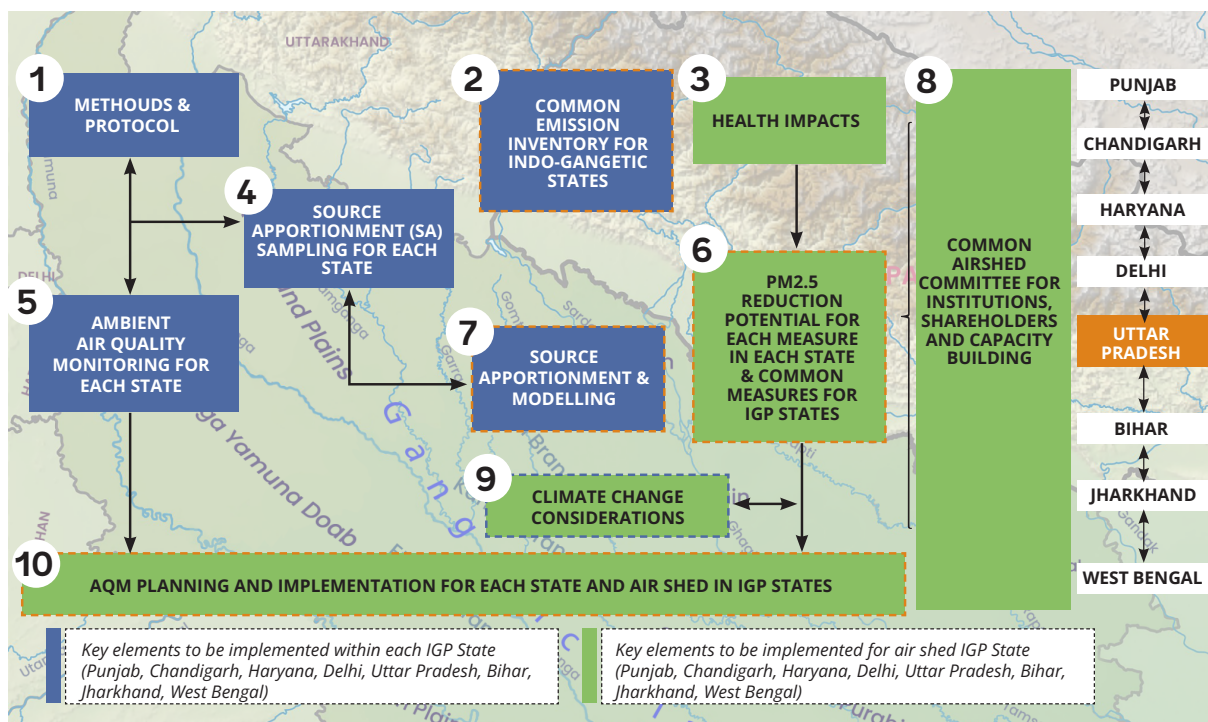 UTTARAKHAND
1
METHOUDS &
PROTOCOL
2
COMMON
EMISSION
INVENTORY FOR
INDO-GANGETIC
STATES
3
HEALTH IMPACTS
4
SOURCE
APPORTIONMENT (SA)
SAMPLING FOR EACH
STATE
5
AMBIENT
AIR QUALITY
MONITORING FOR
EACH STATE
6
PM2.5
REDUCTION
POTENTIAL FOR
EACH MEASURE
IN EACH STATE
& COMMON
MEASURES FOR
IGP STATES
7
SOURCE
APPORTIONMENT &
MODELLING
8
COMMON
AIRSHED
COMMITTEE FOR
INSTITUTIONS,
SHAREHOLDERS
AND CAPACITY
BUILDING
PUNJAB
CHANDIGARH
HARYANA
DELHI
UTTAR
PRADESH
BIHAR
JHARKHAND
WEST BENGAL
9
CLIMATE CHANGE
CONSIDERATIONS
10
AQM PLANNING AND IMPLEMENTATION FOR EACH STATE AND AIR SHED IN IGP STATES
DELHI
Plains
Yamuna Doab
Gang
Gandak
Key elements to be implemented within each IGP State
(Punjab, Chandigarh, Haryana, Delhi, Uttar Pradesh, Bihar,
Jharkhand, West Bengal)
Key elements to be implemented for air shed IGP State
(Punjab, Chandigarh, Haryana, Delhi, Uttar Pradesh, Bihar,
Jharkhand, West Bengal)